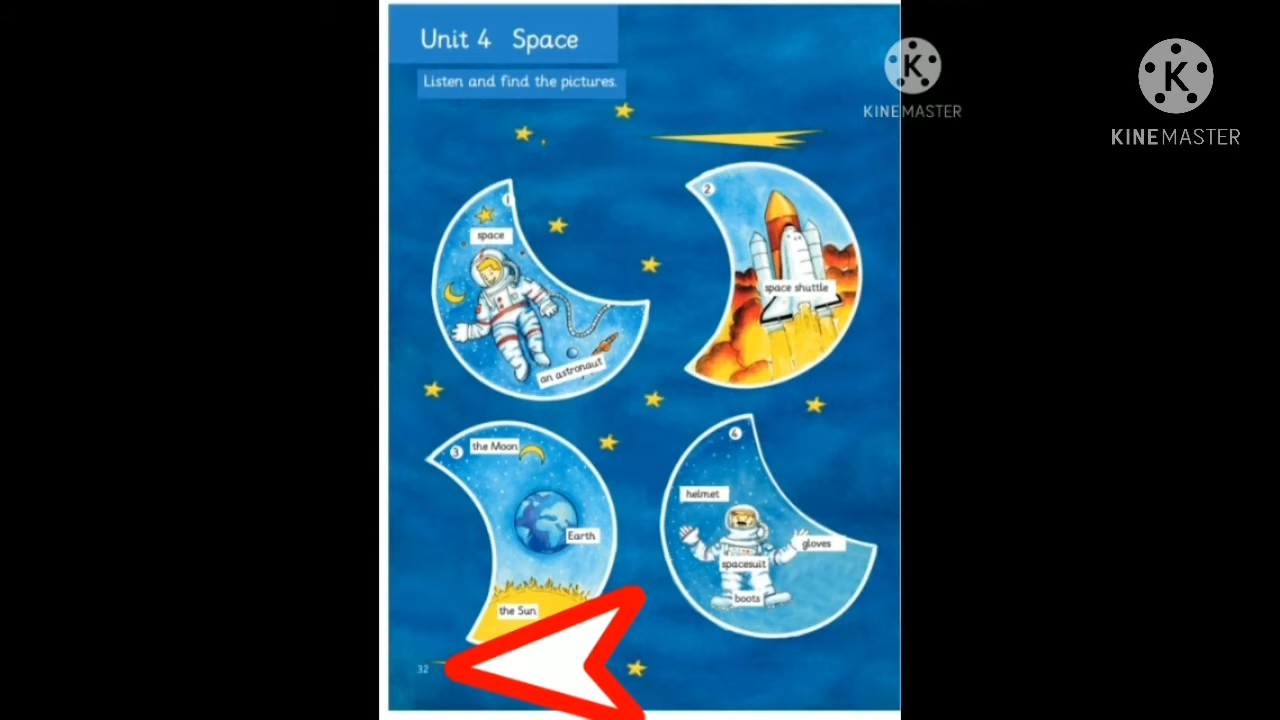 Unit 4 Space
Listen and find the pictures.
K
KINEMASTER
K
KINEMASTER
1
space
an astronaut
2
space shuttle
3
the Moon
Earth
the Sun
4
helmet
gloves
spacesuit
boots
32